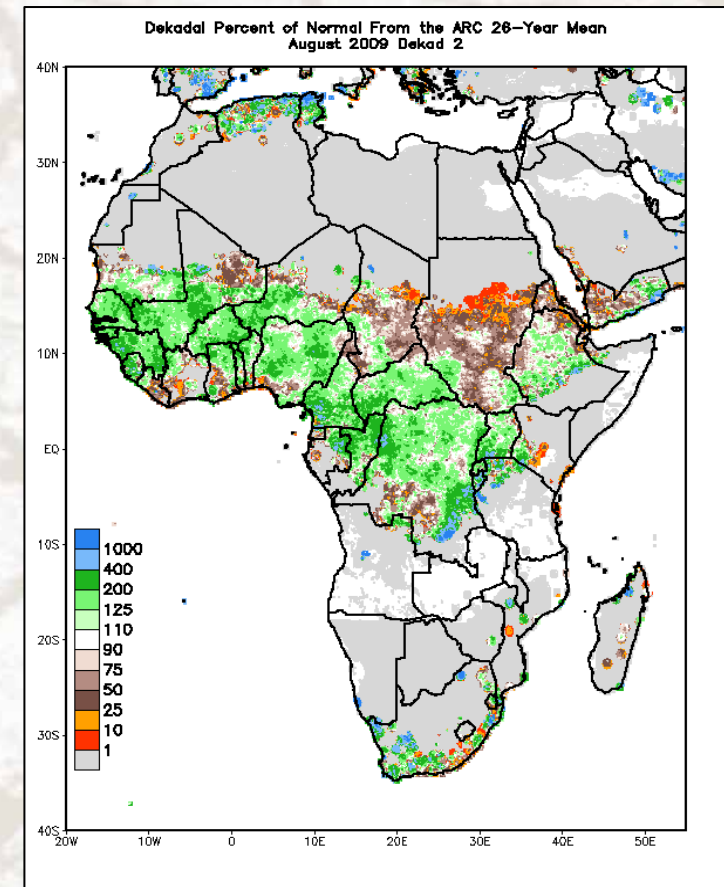 Dekadal Percent of Normal From the ARC 26-Year Mean
August 2009 Dekad 2
40N
30N
20N
10N
EQ
10S
20S
30S
40S
1000
400
200
125
110
90
75
50
25
10
1
20W 10W 0 10E 20E 30E 40E 50E